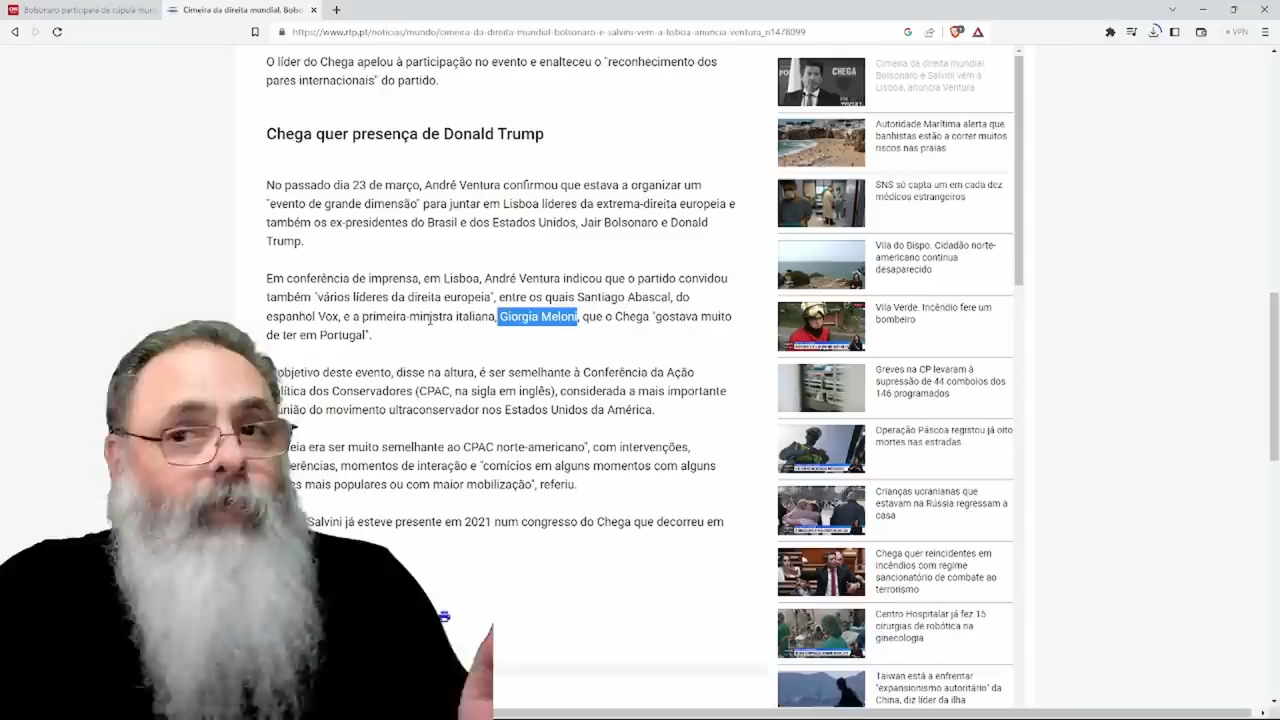 Bolsonaro participará de cúpula mun
Cimeira da direita mundial. Bolso
https://www.rtp.pt/noticias/mundo/cimeira-da-direita-mundial-bolsonaro-e-salvini-vem-a-lisboa-anuncia-ventura_n1478099
VPN
O líder do Chega apelou à participação no evento e enalteceu o "reconhecimento dos
pares internacionais" do partido.
Chega quer presença de Donald Trump
No passado dia 23 de março, André Ventura confirmou que estava a organizar um
"evento de grande dimensão" para juntar em Lisboa líderes da extrema-direita europeia e
também os ex-presidentes do Brasil e dos Estados Unidos, Jair Bolsonaro e Donald
Trump.
Em conferência de imprensa, em Lisboa, André Ventura indicou que o partido convidou
também "vários líderes da direita europeia", entre os quais Santiago Abascal, do
espanhol Vox, e a primeira-ministra italiana, Giorgia Meloni, que o Chega "gostava muito
de ter em Portugal".
objetivo deste evento, disse na altura, é ser semelhante à Conferência da Ação
olítica dos Conservadores (CPAC, na sigla em inglês), considerada a mais importante
união do movimento ultraconservador nos Estados Unidos da América.
eia era ser muito semelhante ao CPAC norte-americano", com intervenções,
erências, momentos de interação e "comícios em alguns momentos com alguns
s mais populares ou com maior mobilização", referiu.
Salvini já esteve presente em 2021 num congresso do Chega que decorreu em
CHEGA
Cimeira da direita mundial.
Bolsonaro e Salvini vem a
Lisboa, anuncia Ventura
Autoridade Marítima alerta que
banhistas estão a correr muitos
riscos nas praias
SNS só capta um em cada dez
médicos estrangeiros
Vila do Bispo. Cidadão norte-
americano continua
desaparecido
Vila Verde. Incêndio fere um
bombeiro
Greves na CP levaram à
supressão de 44 comboios dos
146 programados
Operação Páscoa registou já oito
mortes nas estradas
Crianças ucranianas que
estavam na Rússia regressam a
casa
Chega quer reincidentes em
incêndios com regime
sancionatório de combate ao
terrorismo
Centro Hospitalar já fez 15
cirurgias de robótica na
ginecologia
Taiwan está a enfrentar
"expansionismo autoritário" da
China, diz líder da ilha